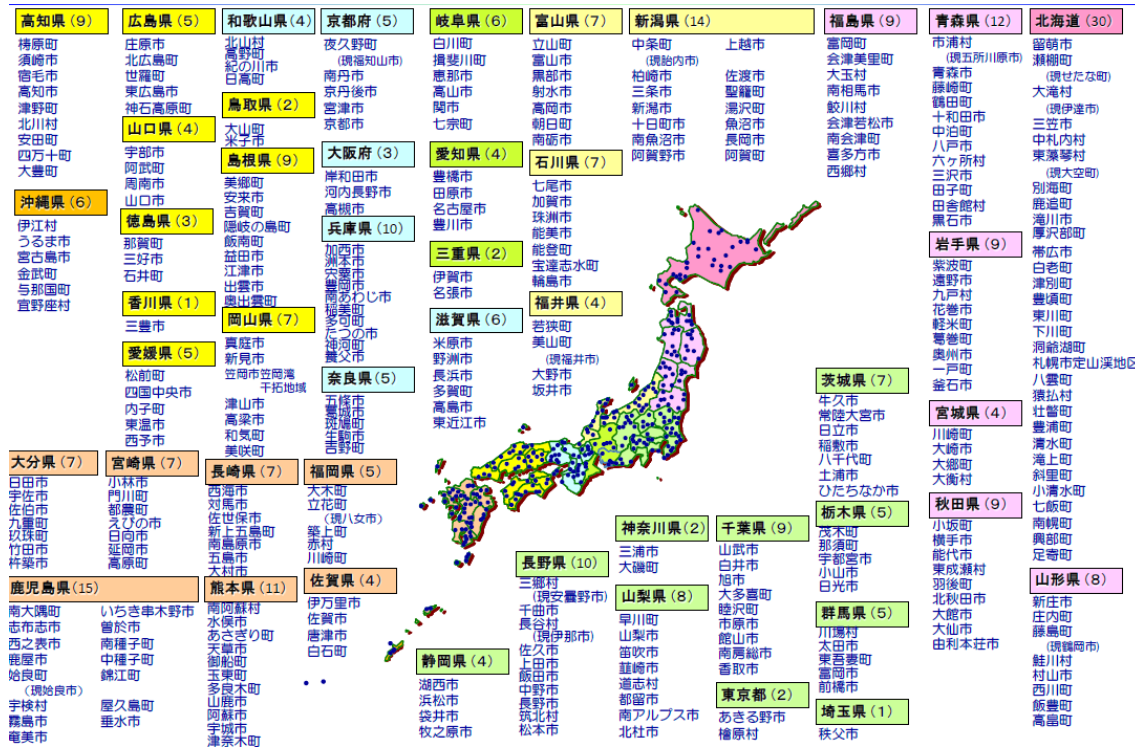 高知県(9)
梼原町
須崎市
宿毛市
高知市
津野町
北川村
安田町
四万十町
大豊町
沖縄県(6)
伊江村
うるま市
宮古島市
金武町
与那国町
宜野座村
広島県(5)
庄原市
北広島町
世羅町
東広島市
神石高原町
山口県(4)
宇部市
阿武町
周南市
山口市
徳島県(3)
那賀町
三好市
石井町
香川県(1)
三豊市
愛媛県(5)
松前町
四国中央市
内子町
東温市
西予市
和歌山県(4)
北山村
高野町
紀の川市
日高町
鳥取県(2)
大山町
米子市
島根県(9)
美郷町
安来市
吉賀町
隠岐の島町
飯南町
益田市
江津市
出雲市
奥出雲町
岡山県(7)
真庭市
新見市
笠岡市笠岡湾
干拓地域
津山市
高梁市
和気町
美咲町
京都府(5)
夜久野町
(現福知山市)
南丹市
京丹後市
宮津市
京都市
大阪府(3)
岸和田市
河内長野市
高槻市
兵庫県(10)
加西市
洲本市
宍粟市
豊岡市
南あわじ市
稲美町
多可町
たつの市
神河町
養父市
奈良県(5)
五條市
葛城市
斑鳩町
生駒市
吉野町
岐阜県(6)
白川町
揖斐川町
恵那市
高山市
関市
七宗町
愛知県(4)
豊橋市
田原市
名古屋市
豊川市
三重県(2)
伊賀市
名張市
滋賀県(6)
米原市
野洲市
長浜市
多賀町
高島市
東近江市
富山県(7)
立山町
富山市
黒部市
射水市
高岡市
朝日町
南砺市
石川県(7)
七尾市
加賀市
珠洲市
能美市
能登町
宝達志水町
輪島市
福井県(4)
若狭町
美山町
(現福井市)
大野市
坂井市
新潟県(14)
中条町
(現胎内市)
柏崎市
三条市
新潟市
十日町市
南魚沼市
阿賀野市
上越市
佐渡市
聖籠町
湯沢町
魚沼市
長岡市
阿賀町
福島県(9)
富岡町
会津美里町
大玉村
南相馬市
鮫川村
会津若松市
南会津町
喜多方市
西郷村
青森県(12)
市浦村
(現五所川原市)
青森市
藤崎町
鶴田町
十和田市
中泊町
八戸市
六ヶ所村
三沢市
田子町
田舎館村
黒石市
岩手県(9)
紫波町
遠野市
九戸村
花巻市
軽米町
葛巻町
奥州市
一戸町
釜石市
宮城県(4)
川崎町
大崎市
大郷町
大衡村
秋田県(9)
小坂町
横手市
能代市
東成瀬村
羽後町
北秋田市
大館市
大仙市
由利本荘市
北海道(30)
留萌市
瀬棚町
(現せたな町)
大滝村
(現伊達市)
三笠市
中札内村
東藻琴村
(現大空町)
別海町
鹿追町
滝川市
厚沢部町
帯広市
白老町
津別町
豊頃町
東川町
下川町
洞爺湖町
札幌市定山渓地区
八雲町
猿払村
壮瞥町
豊浦町
清水町
滝上町
斜里町
小清水町
七飯町
南幌町
興部町
足寄町
山形県(8)
新庄市
庄内町
藤島町
(現鶴岡市)
鮭川村
村山市
西川町
飯豊町
高畠町
茨城県(7)
牛久市
常陸大宮市
日立市
稲敷市
八千代町
土浦市
ひたちなか市
栃木県(5)
茂木町
那須町
宇都宮市
小山市
日光市
群馬県(5)
川場村
太田市
東吾妻町
富岡市
前橋市
埼玉県(1)
秩父市
大分県(7)
日田市
宇佐市
佐伯市
九重町
玖珠町
竹田市
杵築市
宮崎県(7)
小林市
門川町
都農町
えびの市
日向市
延岡市
高原町
長崎県(7)
西海市
対馬市
佐世保市
新上五島町
南島原市
五島市
大村市
福岡県(5)
大木町
立花町
(現八女市)
築上町
赤村
川崎町
鹿児島県(15)
南大隅町
志布志市
西之表市
鹿屋市
姶良町
(現姶良市)
宇検村
霧島市
奄美市
いちき串木野市
曽於市
南種子町
中種子町
錦江町
屋久島町
垂水市
熊本県(11)
南阿蘇村
水俣市
あさぎり町
天草市
御船町
玉東町
多良木町
山鹿市
阿蘇市
宇城市
津奈木町
佐賀県(4)
伊万里市
佐賀市
唐津市
白石町
静岡県(4)
湖西市
浜松市
袋井市
牧之原市
長野県(10)
三郷村
(現安曇野市)
千曲市
長谷村
(現伊那市)
佐久市
上田市
飯田市
中野市
長野市
筑北村
松本市
神奈川県(2)
三浦市
大磯町
山梨県(8)
早川町
山梨市
笛吹市
韮崎市
道志村
都留市
南アルプス市
北杜市
千葉県(9)
山武市
白井市
旭市
大多喜町
睦沢町
市原市
館山市
南房総市
香取市
東京都(2)
あきる野市
檜原村